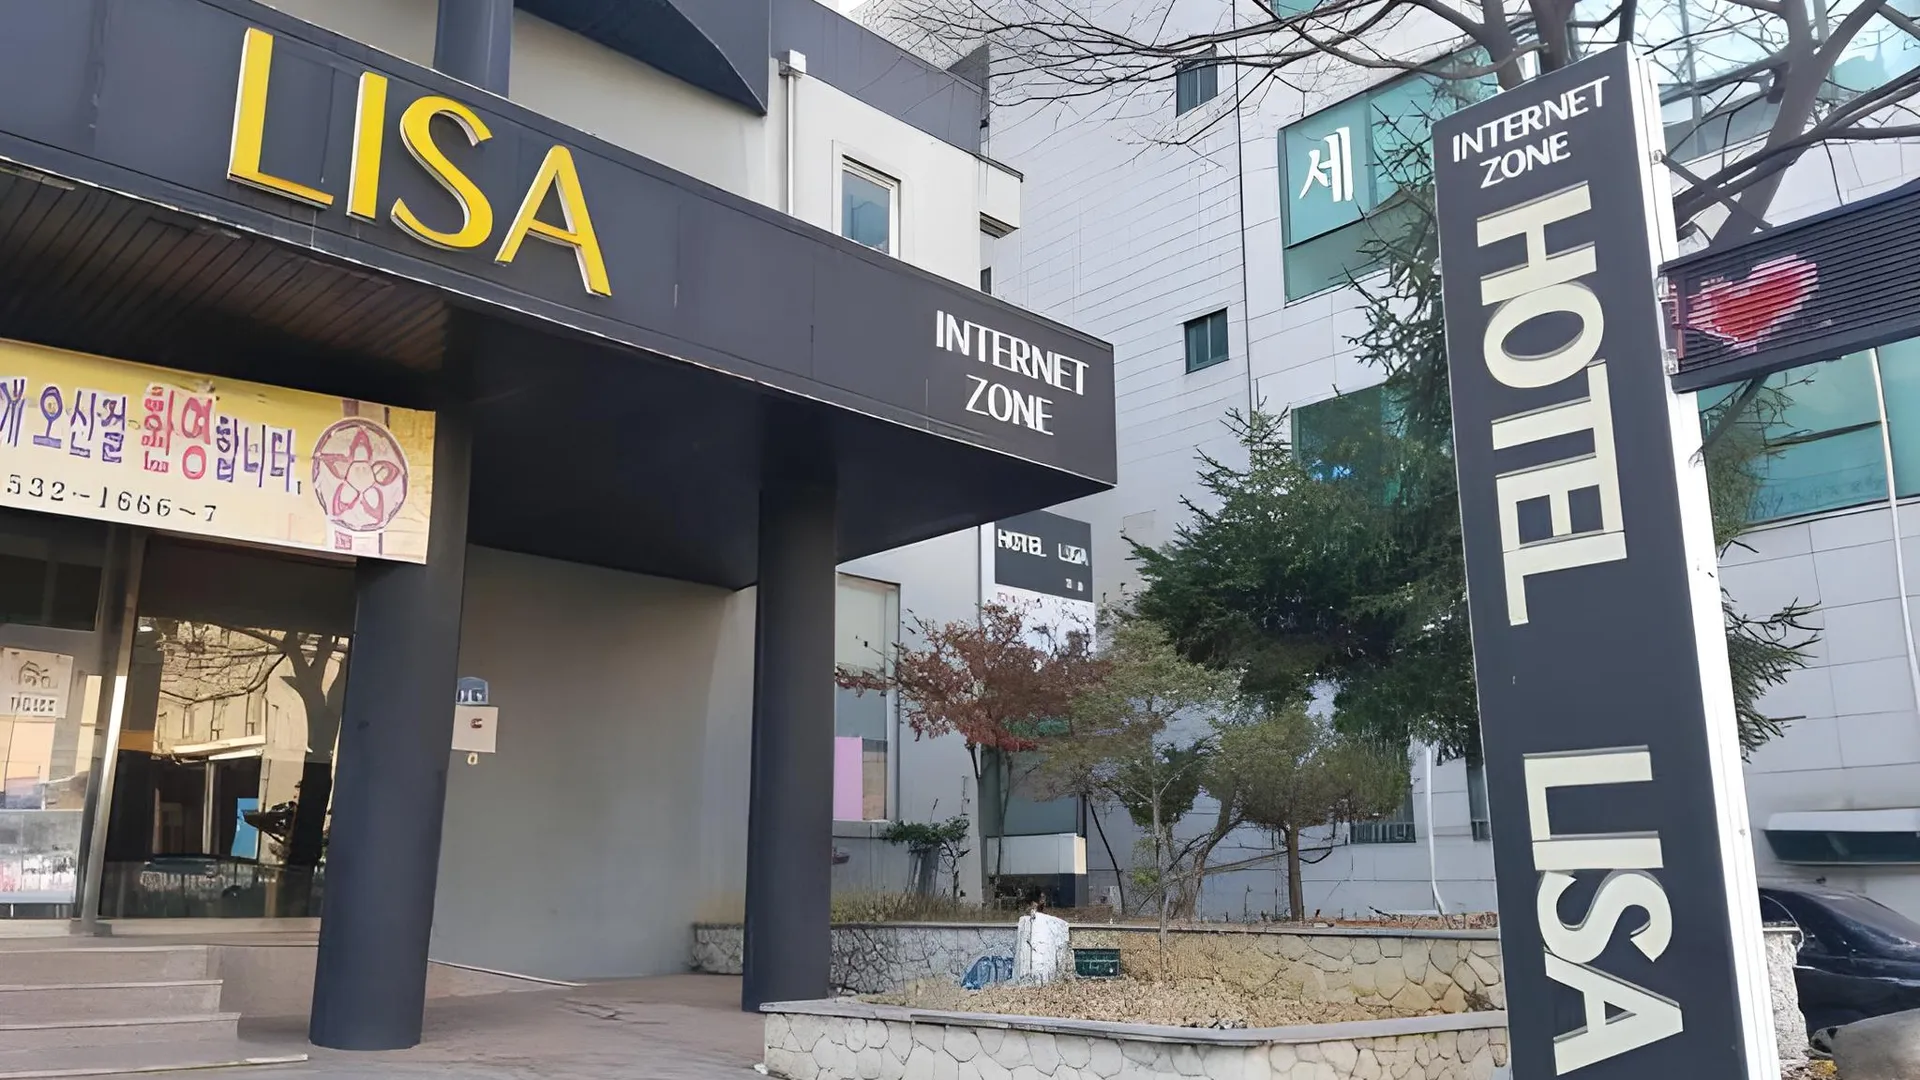 LISA
INTERNET
ZONE
INTERNET
ZONE
HOTEL LISA
세
오신걸 환영합니다.
532-1666~7
HOTEL LISA